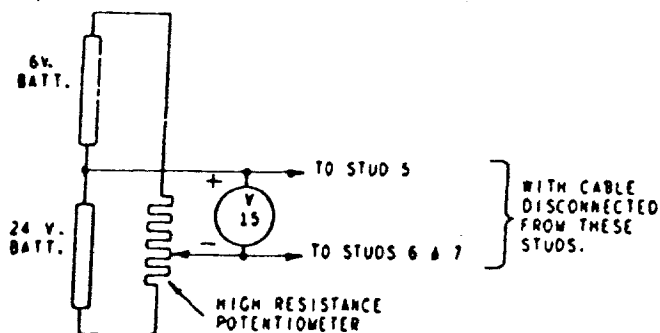 6V.
BATT.
+
TO STUD 5
V
15
24 V.
BATT.
-
TO STUDS 6 & 7
WITH CABLE
DISCONNECTED
FROM THESE
STUDS.
HIGH RESISTANCE
POTENTIOMETER